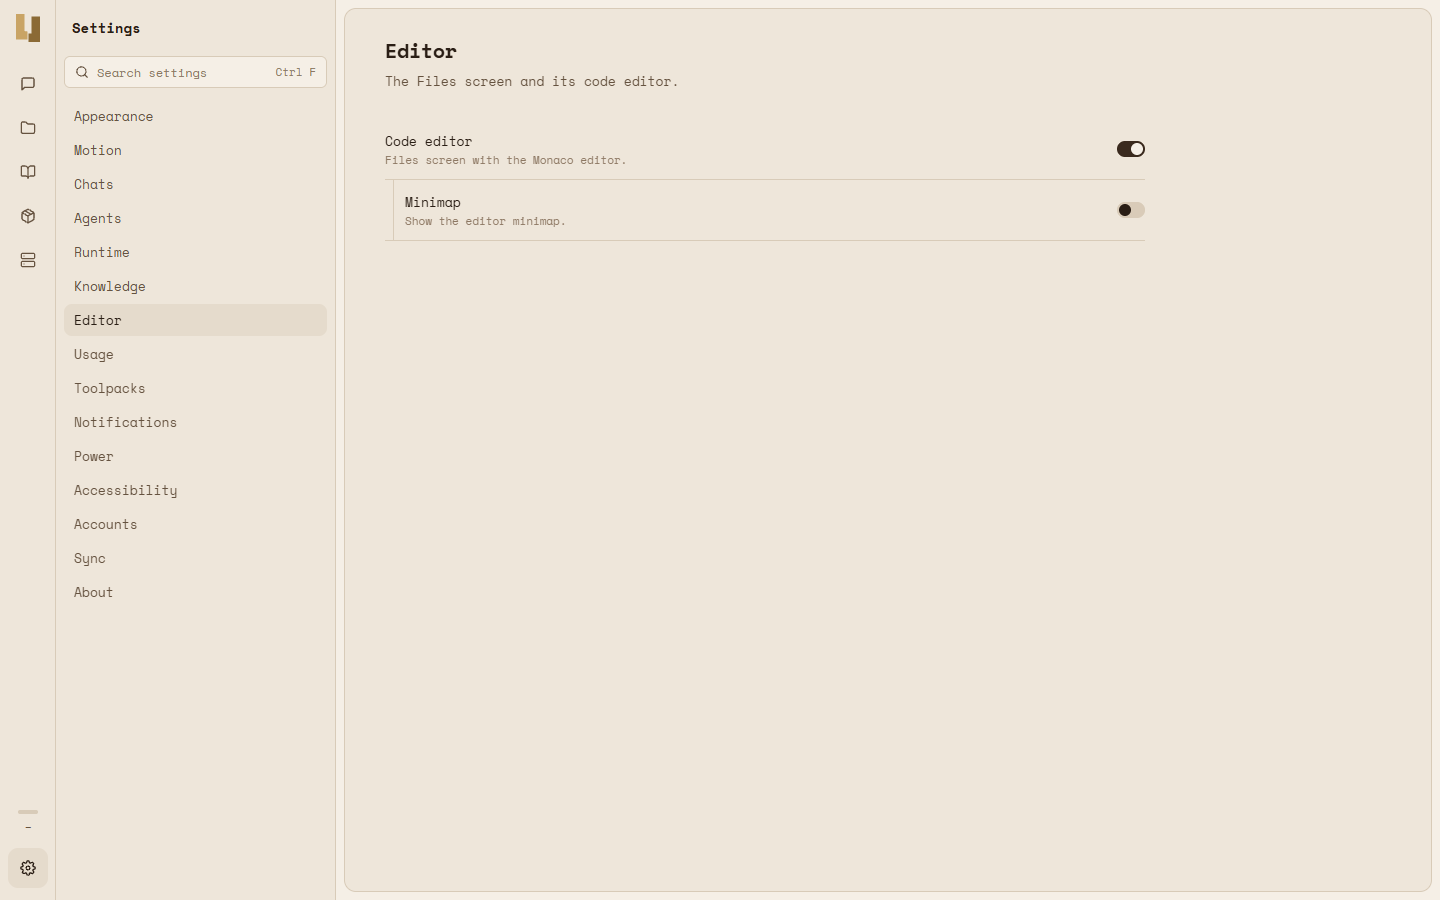 Settings
Search settings
Ctrl F
Appearance
Motion
Chats
Agents
Runtime
Knowledge
Editor
Usage
Toolpacks
Notifications
Power
Accessibility
Accounts
Sync
About
–
Editor
The Files screen and its code editor.
Code editor
Files screen with the Monaco editor.
Minimap
Show the editor minimap.